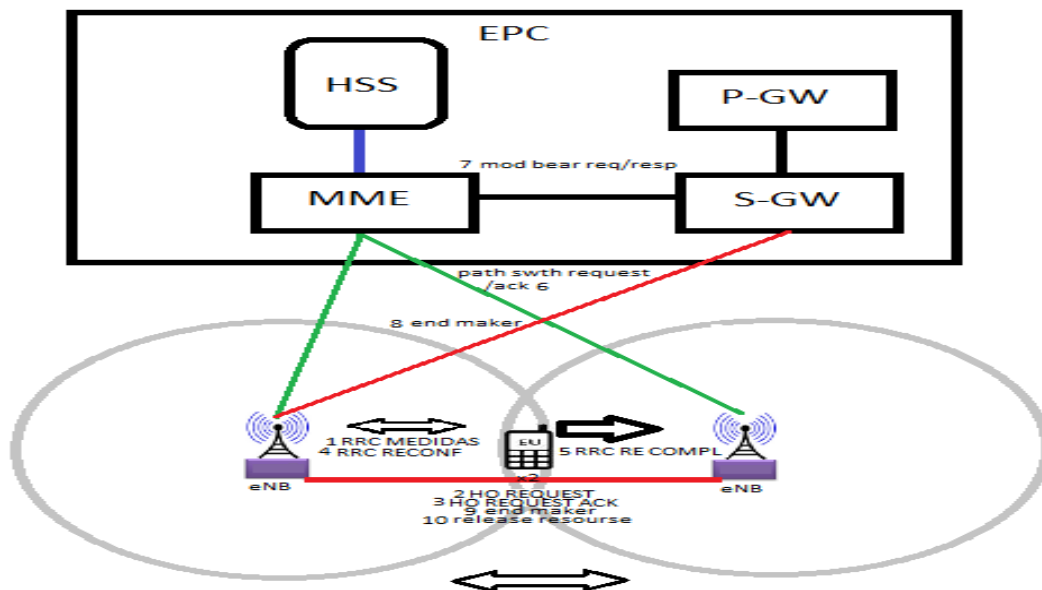 EPC
HSS
P-GW
7 mod bear req/resp
MME
S-GW
path swth request
/ack 6
8 end maker
1 RRC MEDIDAS
4 RRC RECONF
EU
5 RRC RE COMPL
x2
eNB
eNB
2 HO REQUEST
3 HO REQUEST ACK
9 end maker
10 release resourse